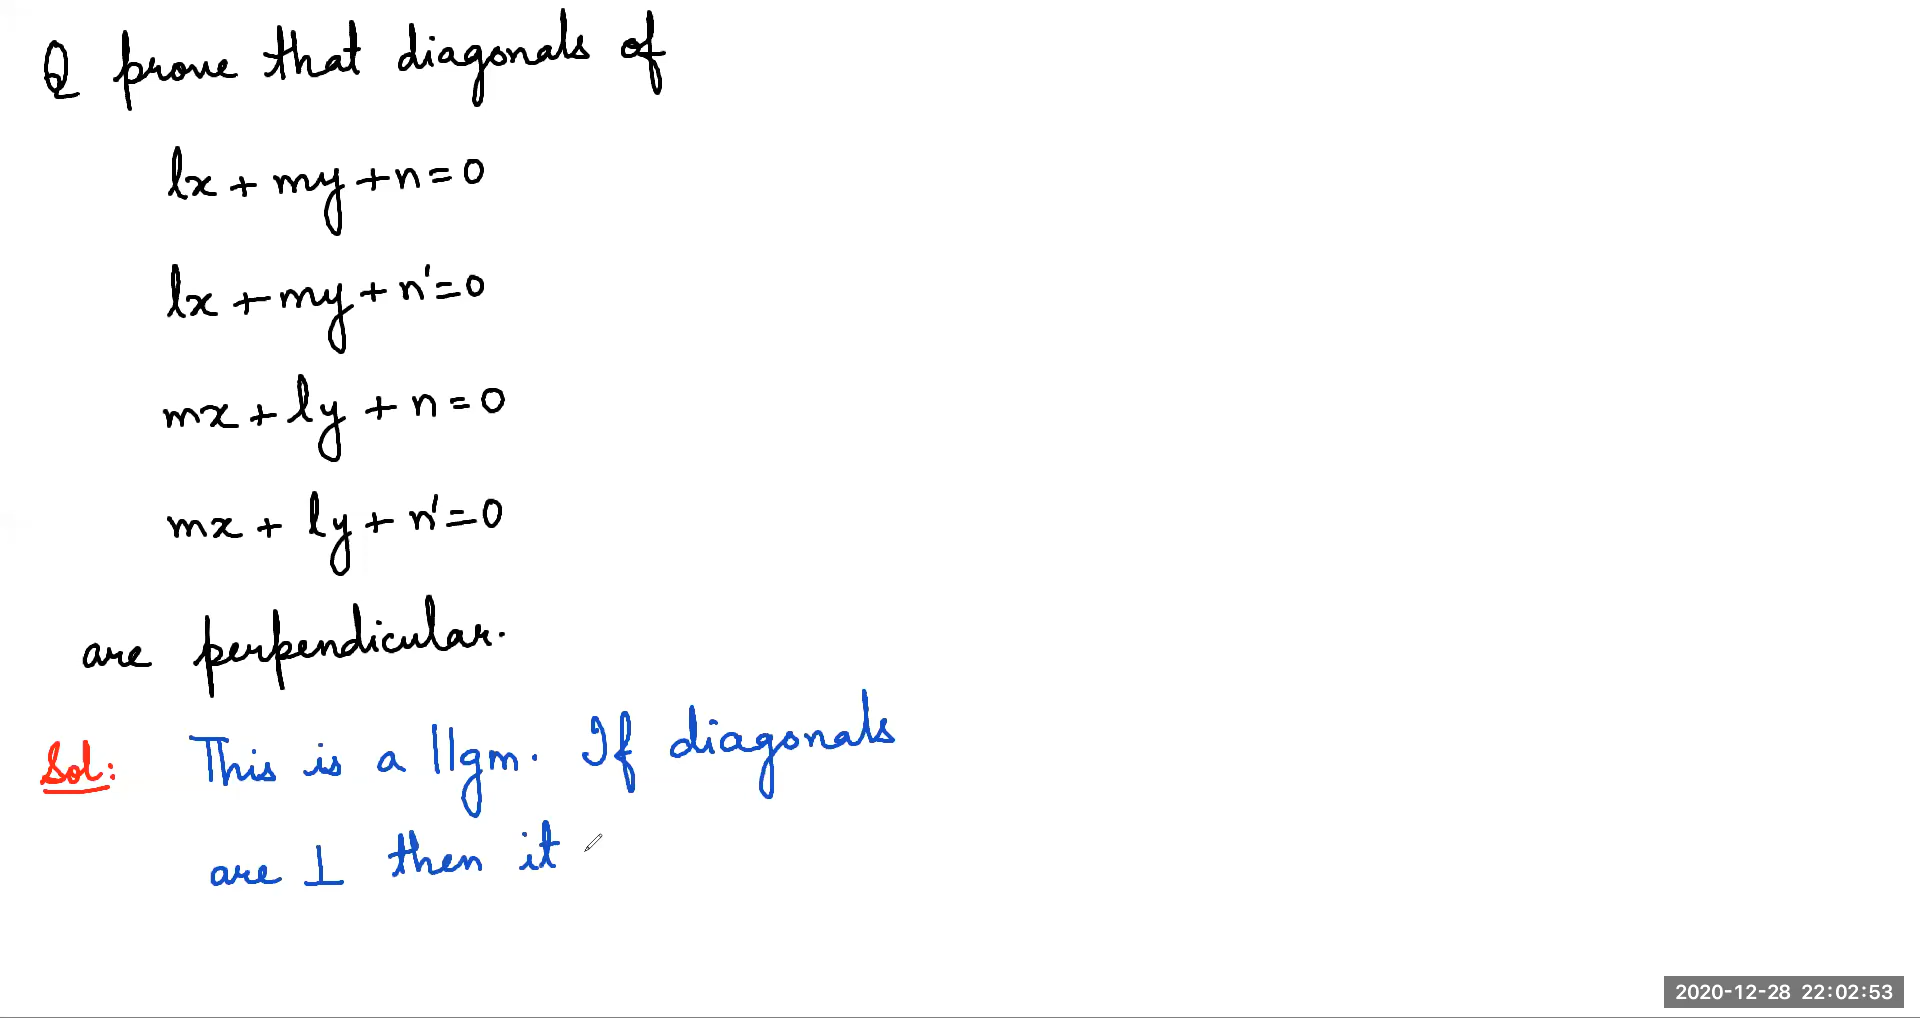 Q prove that diagonals of
lx + my + n = 0
lx + my + n' = 0
mx + ly + n = 0
mx + ly + n' = 0
are perpendicular.
Sol: This is a ||gm. If diagonals
are ⊥ then it
2020-12-28 22:02:53